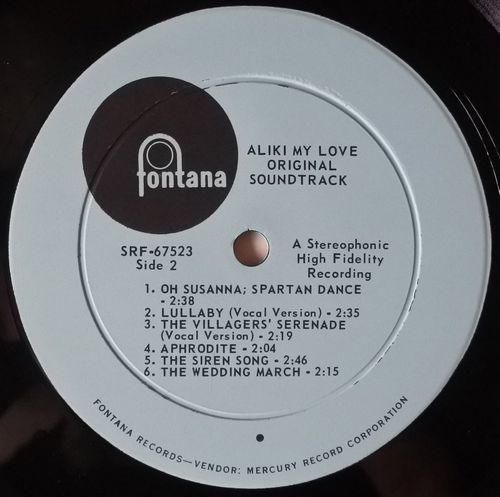 fontana
ALIKI MY LOVE
ORIGINAL
SOUNDTRACK
SRF-67523
Side 2
A Stereophonic
High Fidelity
Recording
1. OH SUSANNA; SPARTAN DANCE
- 2:38
2. LULLABY (Vocal Version) - 2:35
3. THE VILLAGERS' SERENADE
(Vocal Version) - 2:19
4. APHRODITE - 2:04
5. THE SIREN SONG - 2:46
6. THE WEDDING MARCH - 2:15
FONTANA RECORDS—VENDOR: MERCURY RECORD CORPORATION